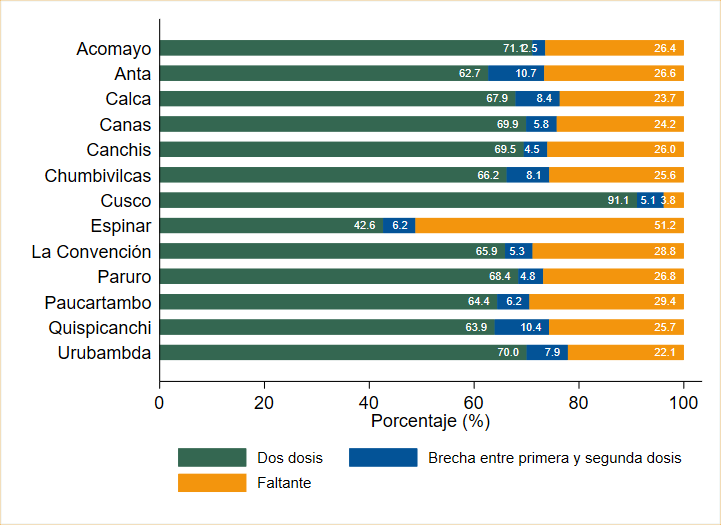 Acomayo 71.1 2.5 26.4
Anta 62.7 10.7 26.6
Calca 67.9 8.4 23.7
Canas 69.9 5.8 24.2
Canchis 69.5 4.5 26.0
Chumbivilcas 66.2 8.1 25.6
Cusco 91.1 5.1 3.8
Espinar 42.6 6.2 51.2
La Convención 65.9 5.3 28.8
Paruro 68.4 4.8 26.8
Paucartambo 64.4 6.2 29.4
Quispicanchi 63.9 10.4 25.7
Urubambda 70.0 7.9 22.1
0 20 40 60 80 100
Porcentaje (%)
Dos dosis Brecha entre primera y segunda dosis
Faltante